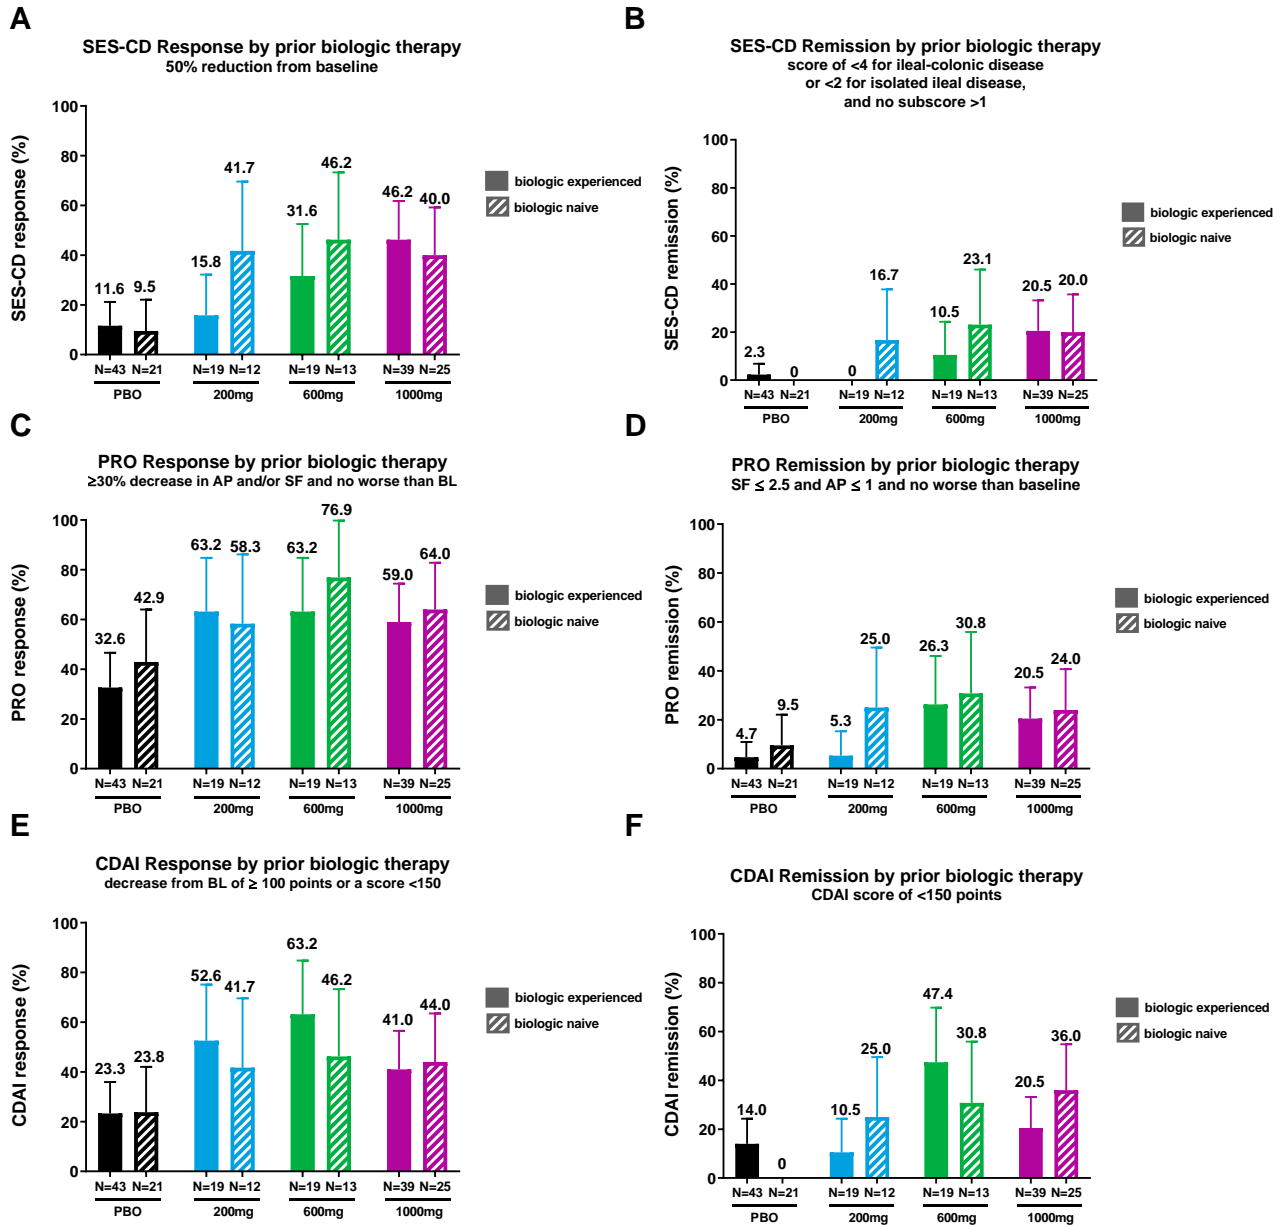 A
SES-CD Response by prior biologic therapy
50% reduction from baseline
SES-CD response (%)
100
80
60
40
20
0
11.6
9.5
15.8
41.7
31.6
46.2
46.2
40.0
N=43 N=21 N=19 N=12 N=19 N=13 N=39 N=25
PBO 200mg 600mg 1000mg
biologic experienced
biologic naive
B
SES-CD Remission by prior biologic therapy
score of <4 for ileal-colonic disease
or <2 for isolated ileal disease,
and no subscore >1
SES-CD remission (%)
100
80
60
40
20
0
2.3
0
0
16.7
10.5
23.1
20.5
20.0
N=43 N=21 N=19 N=12 N=19 N=13 N=39 N=25
PBO 200mg 600mg 1000mg
biologic experienced
biologic naive
C
PRO Response by prior biologic therapy
≥30% decrease in AP and/or SF and no worse than BL
PRO response (%)
100
80
60
40
20
0
32.6
42.9
63.2
58.3
63.2
76.9
59.0
64.0
N=43 N=21 N=19 N=12 N=19 N=13 N=39 N=25
PBO 200mg 600mg 1000mg
biologic experienced
biologic naive
D
PRO Remission by prior biologic therapy
SF ≤ 2.5 and AP ≤ 1 and no worse than baseline
PRO remission (%)
100
80
60
40
20
0
4.7
9.5
5.3
25.0
26.3
30.8
20.5
24.0
N=43 N=21 N=19 N=12 N=19 N=13 N=39 N=25
PBO 200mg 600mg 1000mg
biologic experienced
biologic naive
E
CDAI Response by prior biologic therapy
decrease from BL of ≥ 100 points or a score <150
CDAI response (%)
100
80
60
40
20
0
23.3
23.8
52.6
41.7
63.2
46.2
41.0
44.0
N=43 N=21 N=19 N=12 N=19 N=13 N=39 N=25
PBO 200mg 600mg 1000mg
biologic experienced
biologic naive
F
CDAI Remission by prior biologic therapy
CDAI score of <150 points
CDAI remission (%)
100
80
60
40
20
0
14.0
0
10.5
25.0
47.4
30.8
20.5
36.0
N=43 N=21 N=19 N=12 N=19 N=13 N=39 N=25
PBO 200mg 600mg 1000mg
biologic experienced
biologic naive